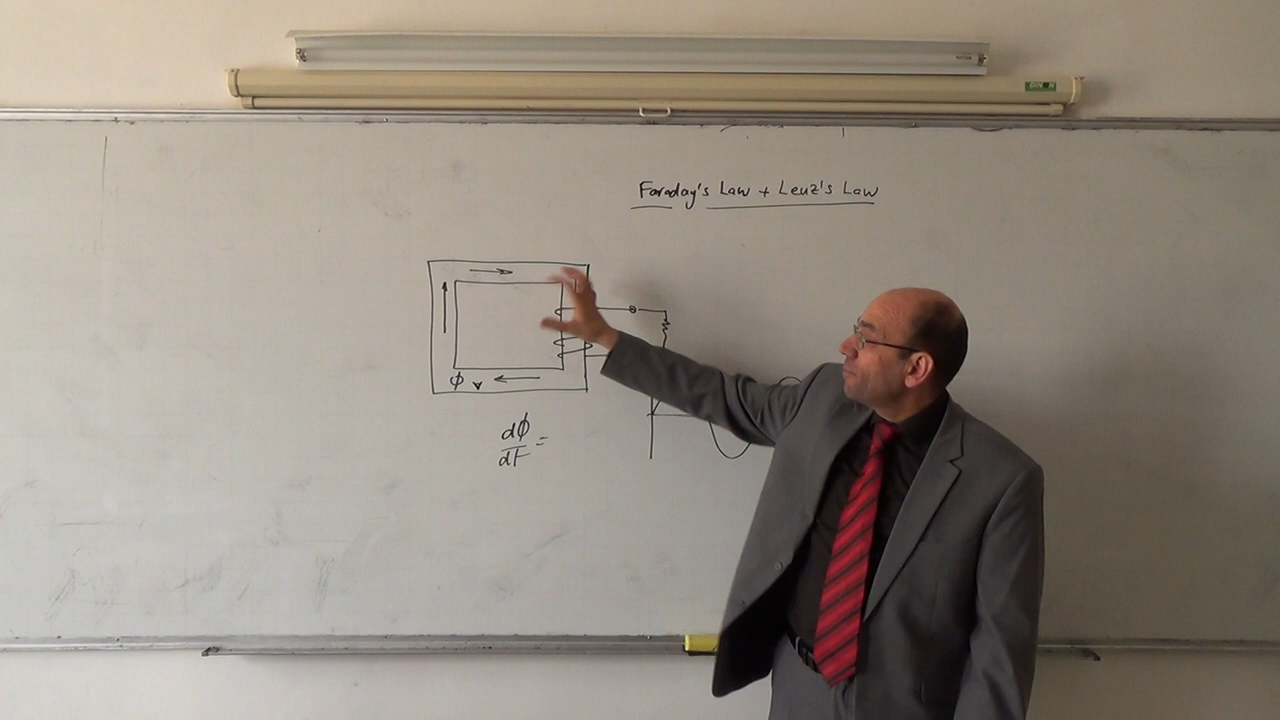 Faraday's Law + Lenz's Law
ϕ
dϕ
dt =